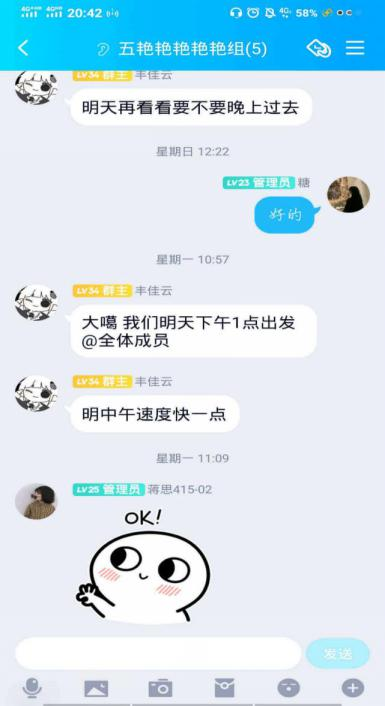 4G+HD 4GHD 20:42 4G+ 58%
五艳艳艳艳艳组(5)
LV34 群主 丰佳云
明天再看看要不要晚上过去
星期日 12:22
LV23 管理员 糖
好的
星期一 10:57
LV34 群主 丰佳云
大噶 我们明天下午1点出发
@全体成员
LV34 群主 丰佳云
明中午速度快一点
星期一 11:09
LV25 管理员 蒋思415-02
OK!
发送